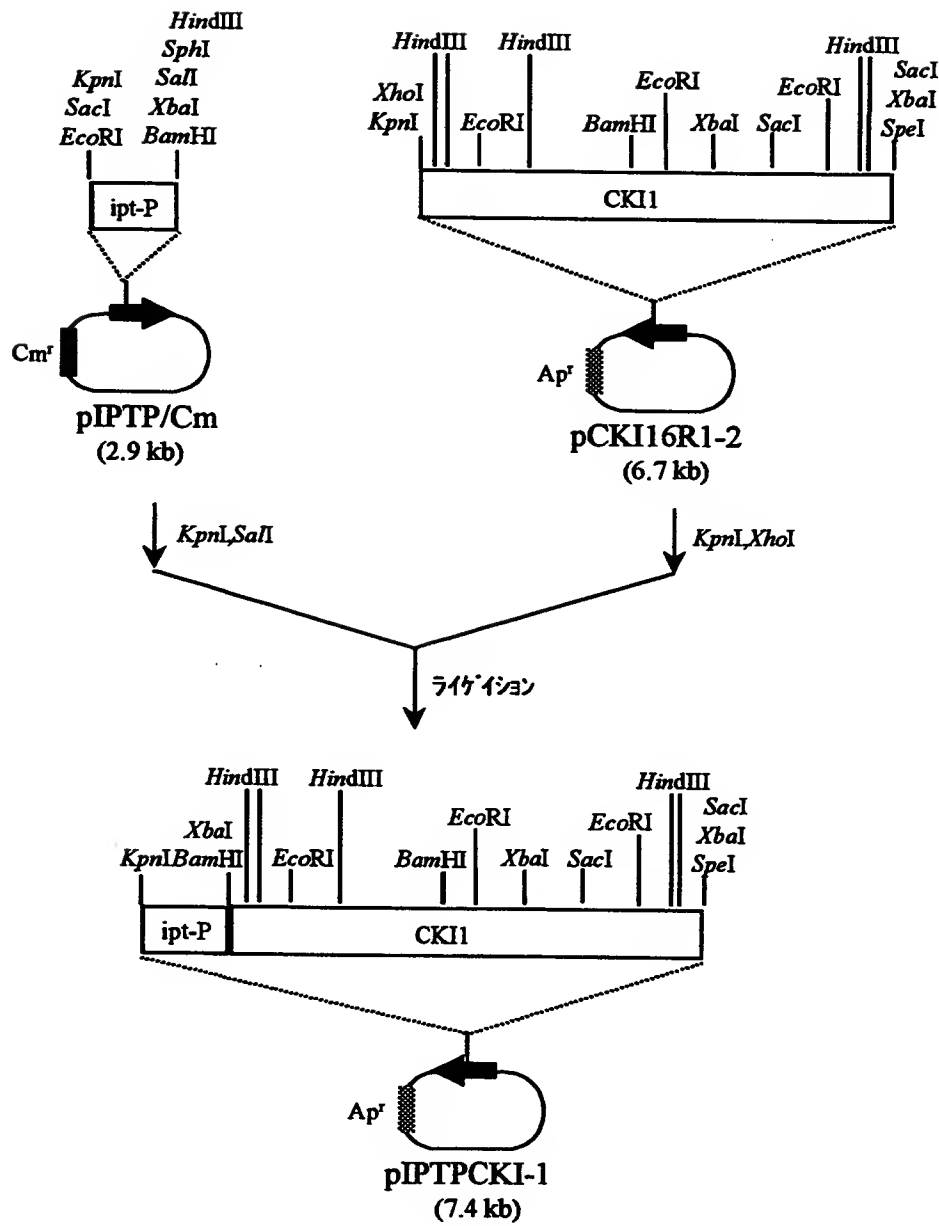 HindIII
SphI
KpnI SalI
SacI XbaI
EcoRI BamHI
ipt-P
Cmʳ
pIPTP/Cm
(2.9 kb)
HindIII HindIII HindIII
SacI
EcoRI EcoRI
XhoI XbaI
KpnI EcoRI BamHI XbaI SacI SpeI
CKI1
Apʳ
pCKI16R1-2
(6.7 kb)
KpnI,SalI
KpnI,XhoI
ライゲイション
HindIII HindIII HindIII
SacI
EcoRI EcoRI
XbaI XbaI
KpnI BamHI EcoRI BamHI XbaI SacI SpeI
ipt-P CKI1
Apʳ
pIPTPCKI-1
(7.4 kb)